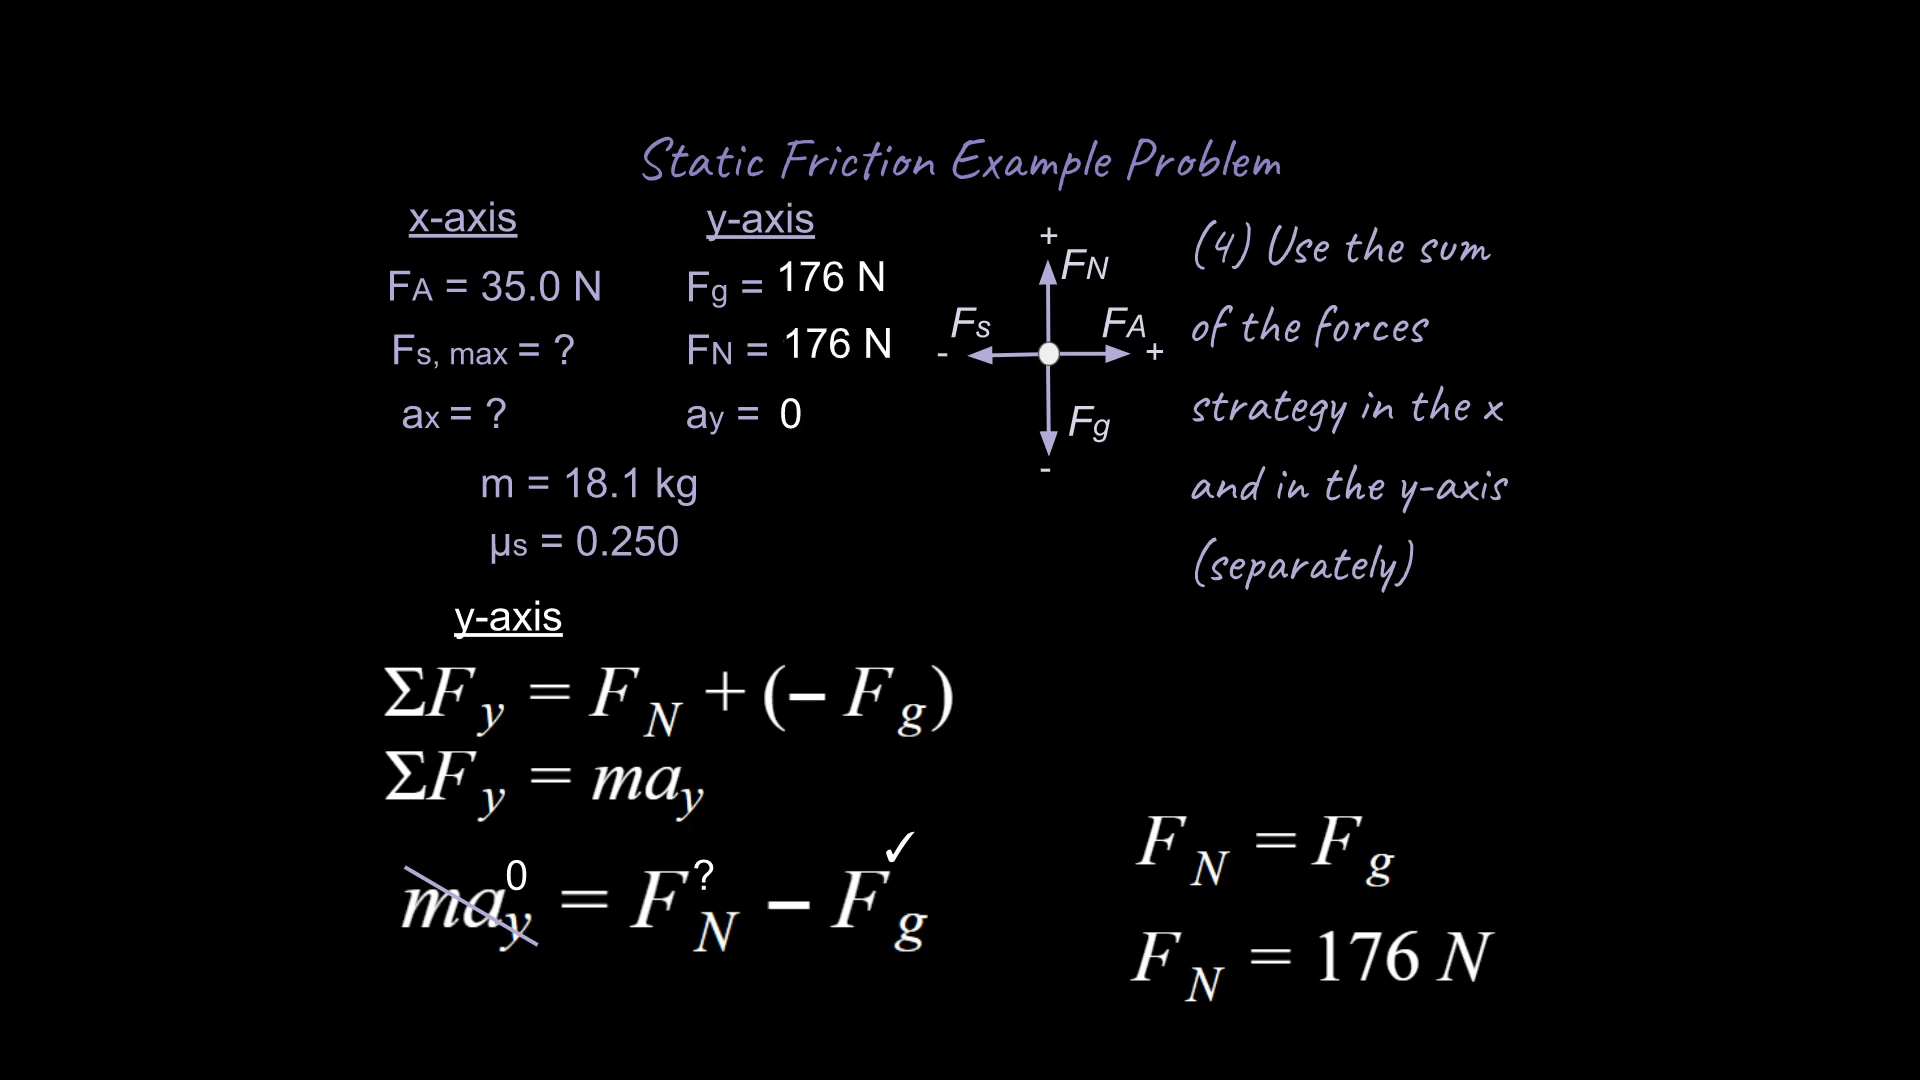 Static Friction Example Problem
x-axis
y-axis
FA = 35.0 N
Fg = 176 N
Fs, max = ?
FN = 176 N
ax = ?
ay = 0
m = 18.1 kg
μs = 0.250
+
FN
Fs
FA
-
+
Fg
-
(4) Use the sum
of the forces
strategy in the x
and in the y-axis
(separately)
y-axis
ΣFy = FN + (– Fg)
ΣFy = may
0 ? ✓
may = FN – Fg
FN = Fg
FN = 176 N